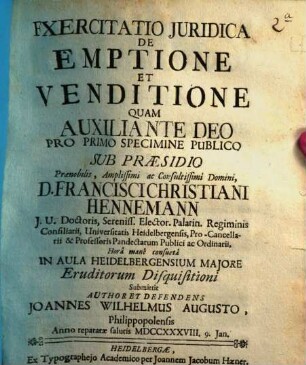 EXERCITATIO JURIDICA
2a
DE
EMPTIONE
ET
VENDITIONE
QUAM
AUXILIANTE DEO
PRO PRIMO SPECIMINE PUBLICO
SUB PRÆSIDIO
Prænobilis, Amplissimi ac Consultissimi Domini,
D. FRANCISCI CHRISTIANI
HENNEMANN
J. U. Doctoris, Sereniss. Elector. Palatin. Regiminis
Consiliarii, Universitatis Heidelbergensis, Pro-Cancella-
rii & Professoris Pandectarum Publici ac Ordinarii,
Horâ manè consuetâ
IN AULA HEIDELBERGENSIUM MAJORE
Eruditorum Disquisitioni
Submittit
AUTHOR ET DEFENDENS
JOANNES WILHELMUS AUGUSTO,
Philippopolensis
Anno reparatæ salutis MDCCXXXVIII, 9. Jan.
HEIDELBERGÆ,
Ex Typographejo Academico per Joannem Jacobum Hæner.